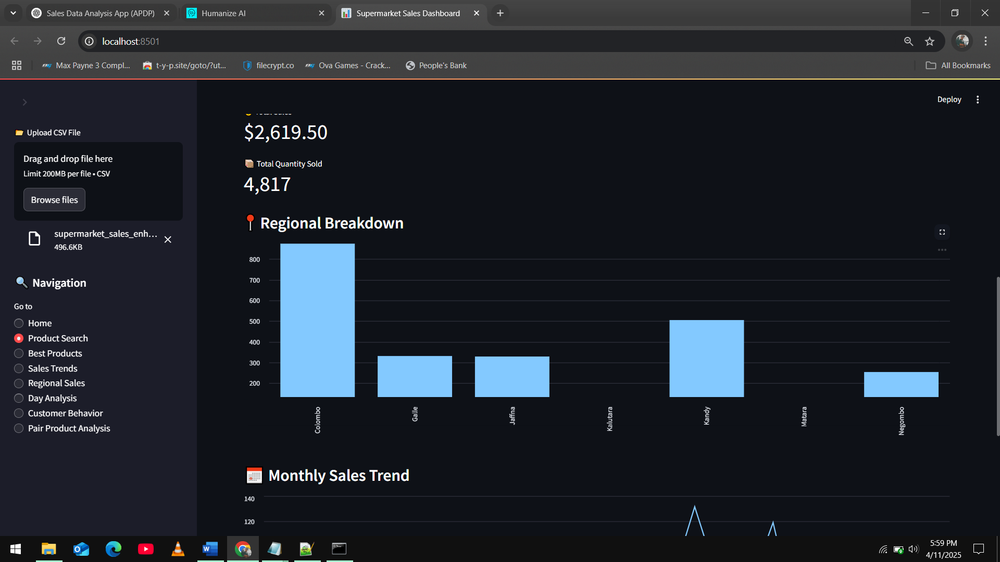 Sales Data Analysis App (APDP)
Humanize AI
Supermarket Sales Dashboard
localhost:8501
Max Payne 3 Compl...
t-y-p.site/goto/?ut...
filecrypt.co
Ova Games - Crack...
People's Bank
All Bookmarks
Deploy
Upload CSV File
Drag and drop file here
Limit 200MB per file • CSV
Browse files
supermarket_sales_enh...
496.6KB
Navigation
Go to
Home
Product Search
Best Products
Sales Trends
Regional Sales
Day Analysis
Customer Behavior
Pair Product Analysis
Total Sales
$2,619.50
Total Quantity Sold
4,817
Regional Breakdown
800
700
600
500
400
300
200
Colombo
Galle
Jaffna
Kalutara
Kandy
Matara
Negombo
Monthly Sales Trend
140
120
5:59 PM
4/11/2025